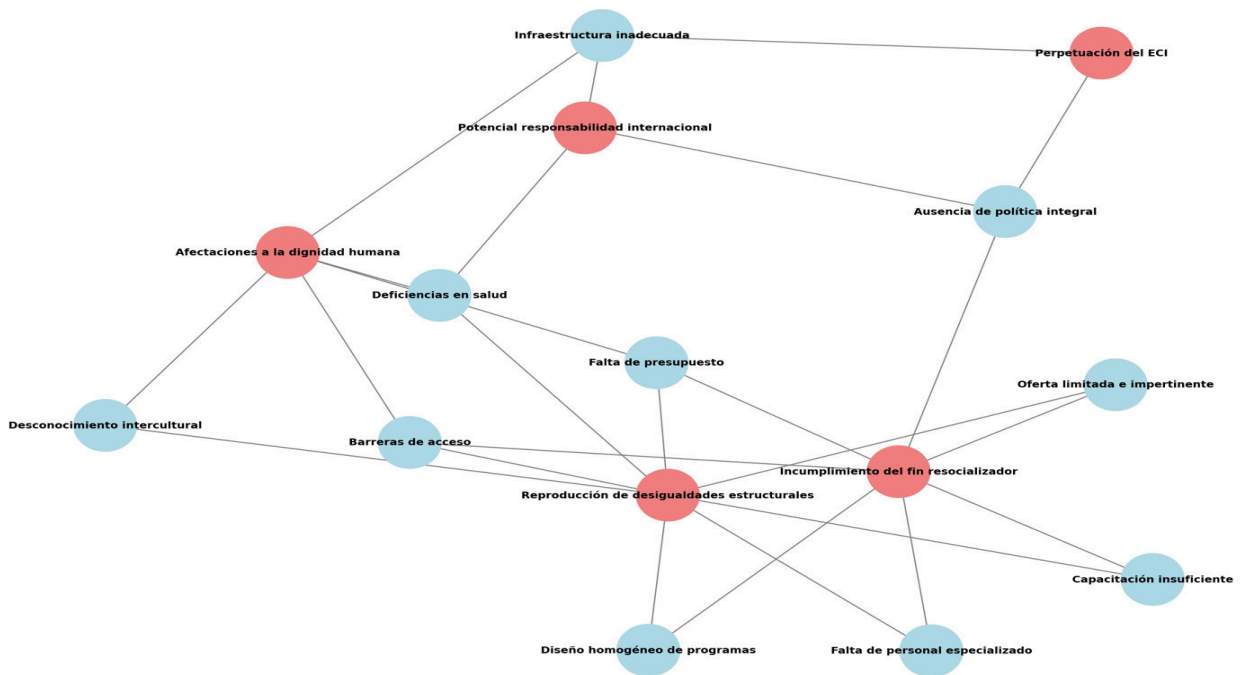 Infraestructura inadecuada
Perpetuación del ECI
Potencial responsabilidad internacional
Ausencia de política integral
Afectaciones a la dignidad humana
Deficiencias en salud
Falta de presupuesto
Oferta limitada e impertinente
Desconocimiento intercultural
Barreras de acceso
Incumplimiento del fin resocializador
Reproducción de desigualdades estructurales
Capacitación insuficiente
Diseño homogéneo de programas
Falta de personal especializado